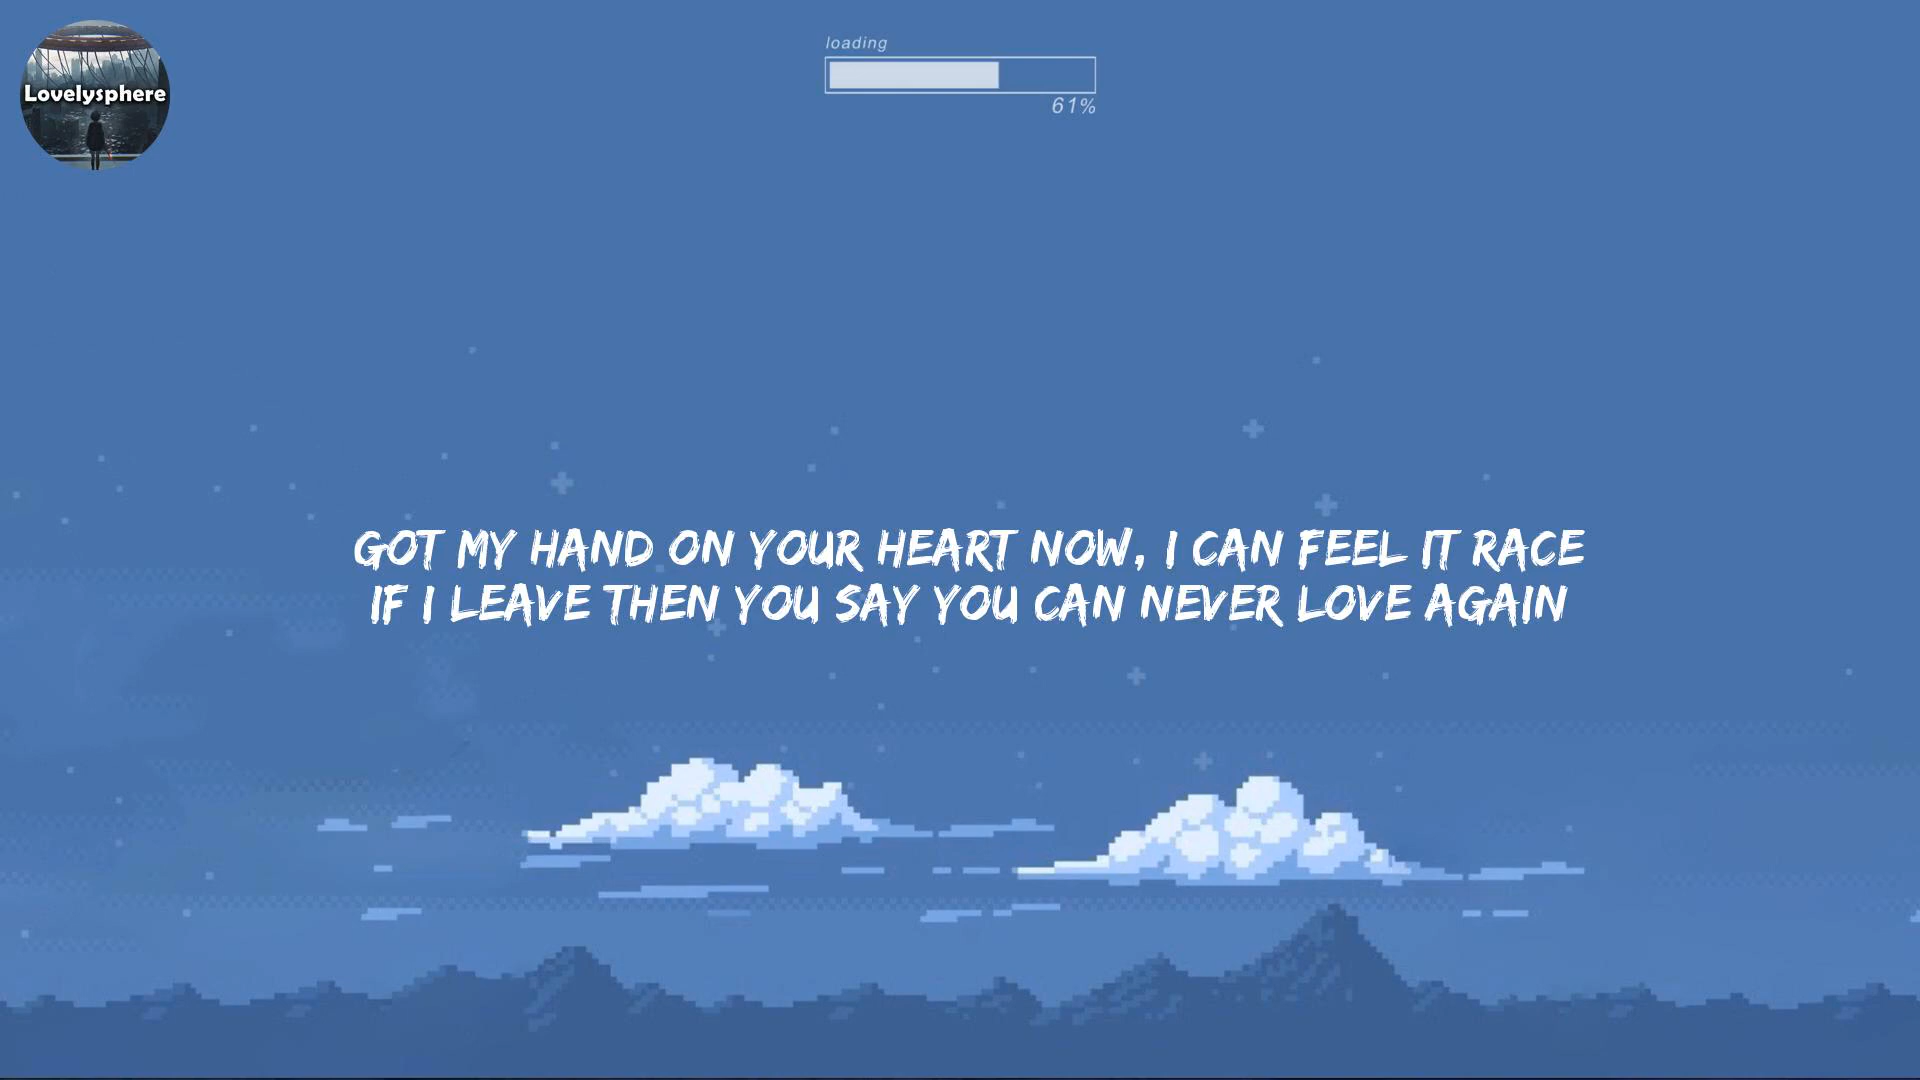 Lovelysphere
loading
61%
GOT MY HAND ON YOUR HEART NOW, I CAN FEEL IT RACE
IF I LEAVE THEN YOU SAY YOU CAN NEVER LOVE AGAIN